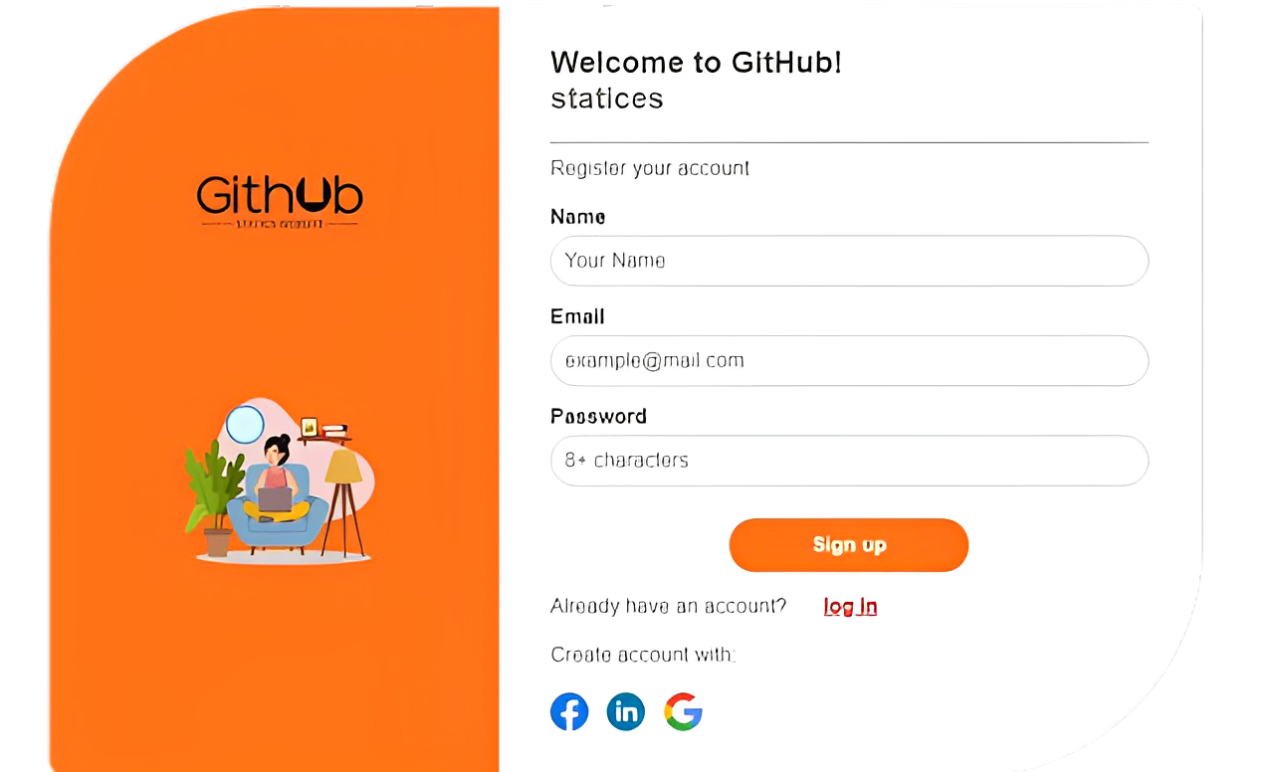 GithUb
Welcome to GitHub!
statices
Register your account
Name
Your Name
Email
example@mail.com
Password
8+ characters
Sign up
Already have an account? log in
Create account with:
in